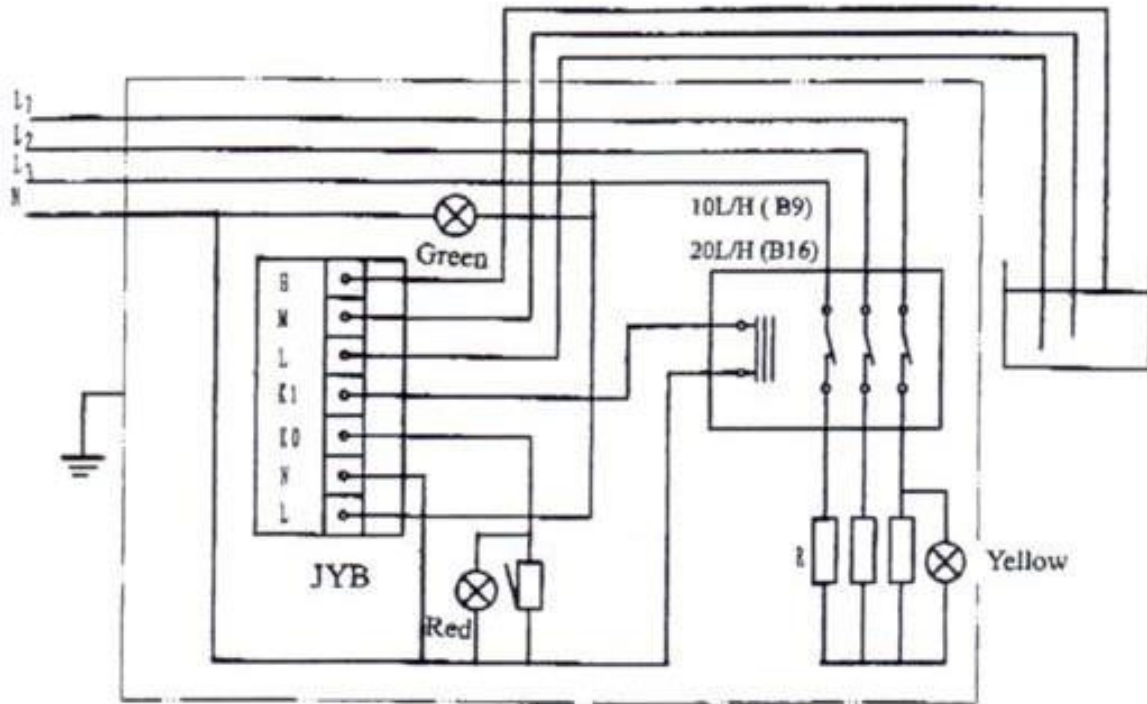 L1
L2
L3
N
10L/H ( B9)
20L/H (B16)
Green
H
M
L
K1
K0
N
L
JYB
Red
R
Yellow